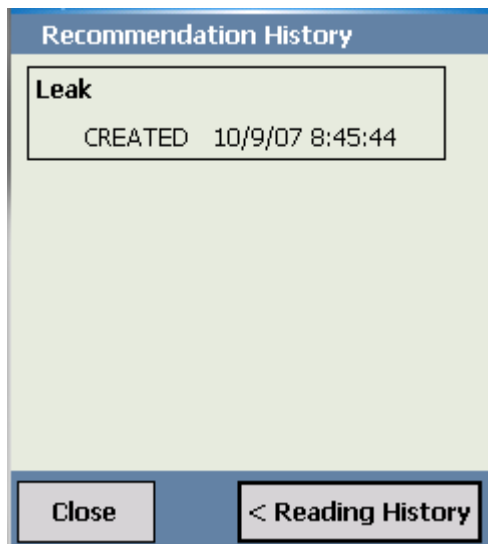 Recommendation History
Leak
CREATED 10/9/07 8:45:44
Close
< Reading History